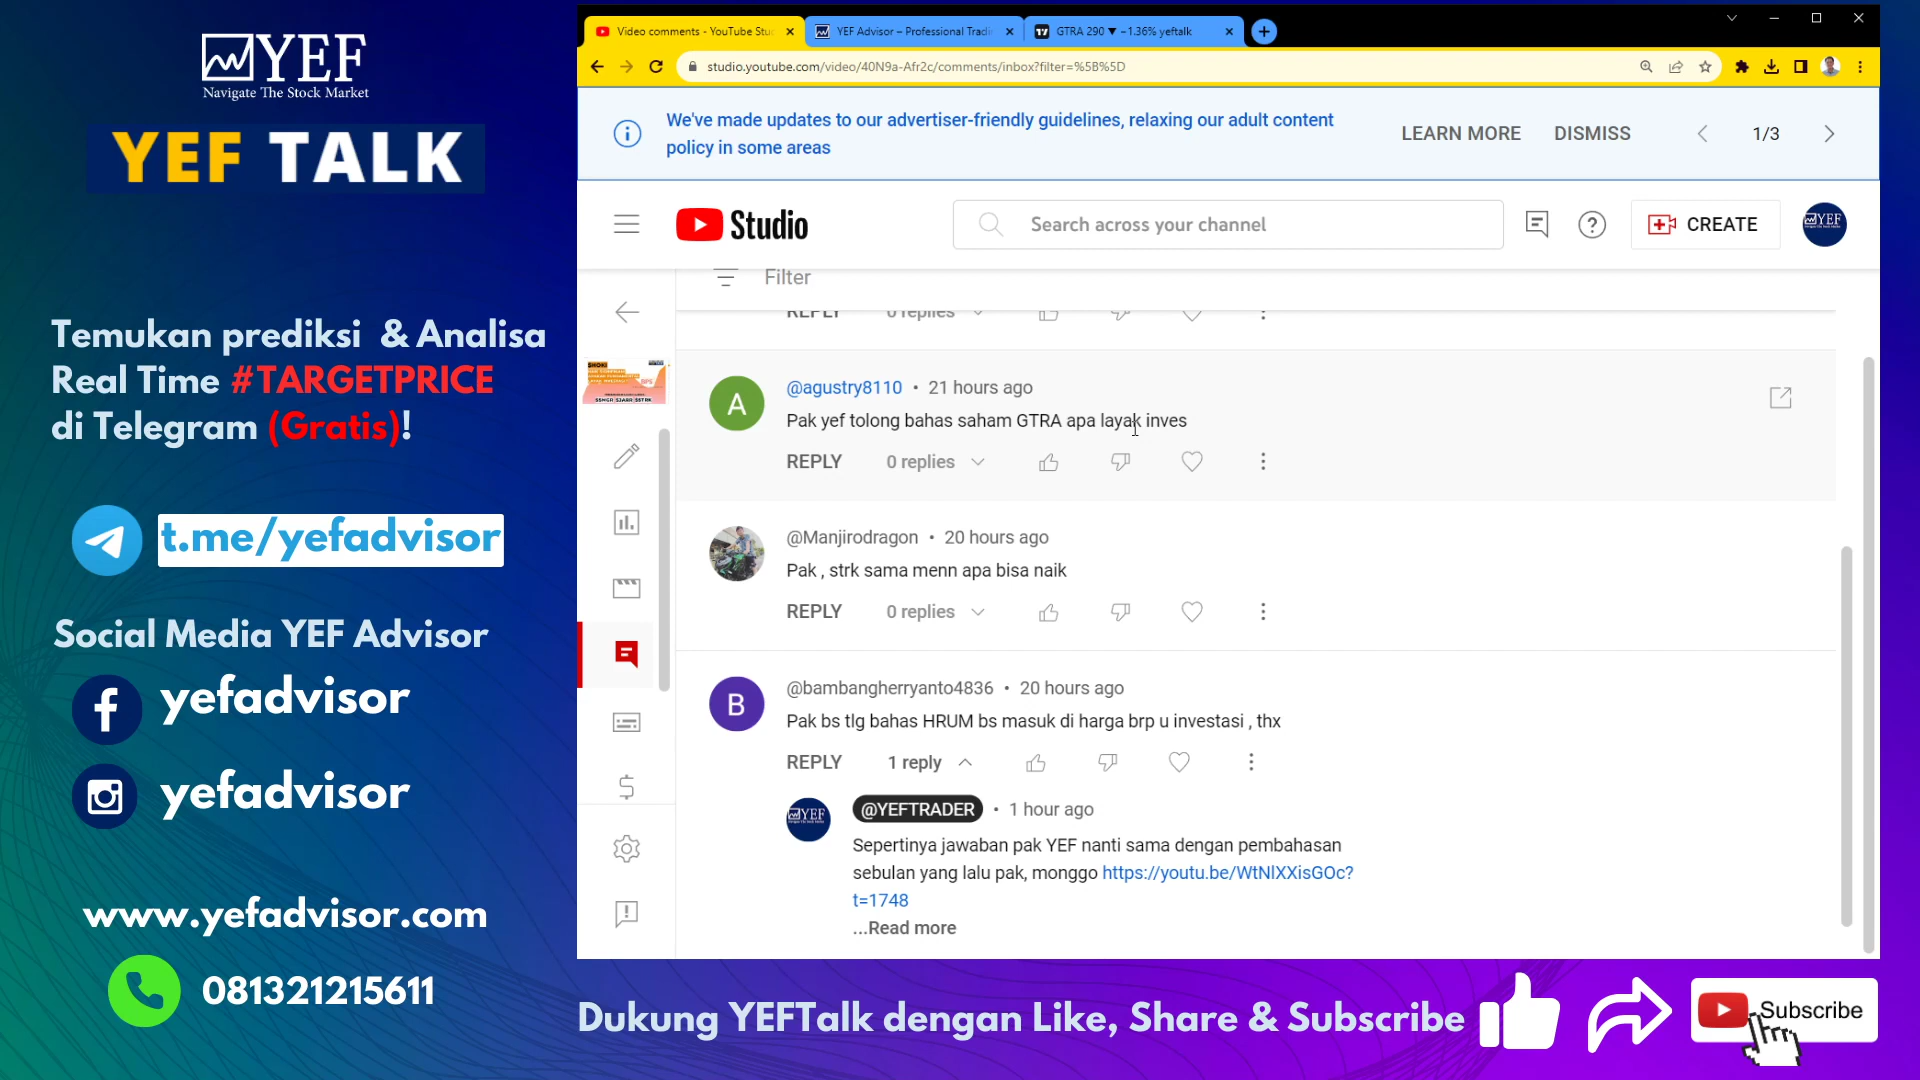 YEF
Navigate The Stock Market
YEF TALK
Temukan prediksi & Analisa
Real Time #TARGETPRICE
di Telegram (Gratis)!
t.me/yefadvisor
Social Media YEF Advisor
yefadvisor
yefadvisor
www.yefadvisor.com
081321215611
Video comments - YouTube Stu
YEF Advisor – Professional Tradi
GTRA 290 ▼ −1.36% yeftalk
studio.youtube.com/video/40N9a-Afr2c/comments/inbox?filter=%5B%5D
We've made updates to our advertiser-friendly guidelines, relaxing our adult content
policy in some areas
LEARN MORE
DISMISS
1/3
Studio
Search across your channel
CREATE
YEF
Filter
REPLY
0 replies
@agustry8110 • 21 hours ago
Pak yef tolong bahas saham GTRA apa layak inves
REPLY
0 replies
@Manjirodragon • 20 hours ago
Pak , strk sama menn apa bisa naik
REPLY
0 replies
@bambangherryanto4836 • 20 hours ago
Pak bs tlg bahas HRUM bs masuk di harga brp u investasi , thx
REPLY
1 reply
@YEFTRADER • 1 hour ago
Sepertinya jawaban pak YEF nanti sama dengan pembahasan
sebulan yang lalu pak, monggo https://youtu.be/WtNlXXisGOc?
t=1748
...Read more
Dukung YEFTalk dengan Like, Share & Subscribe
Subscribe